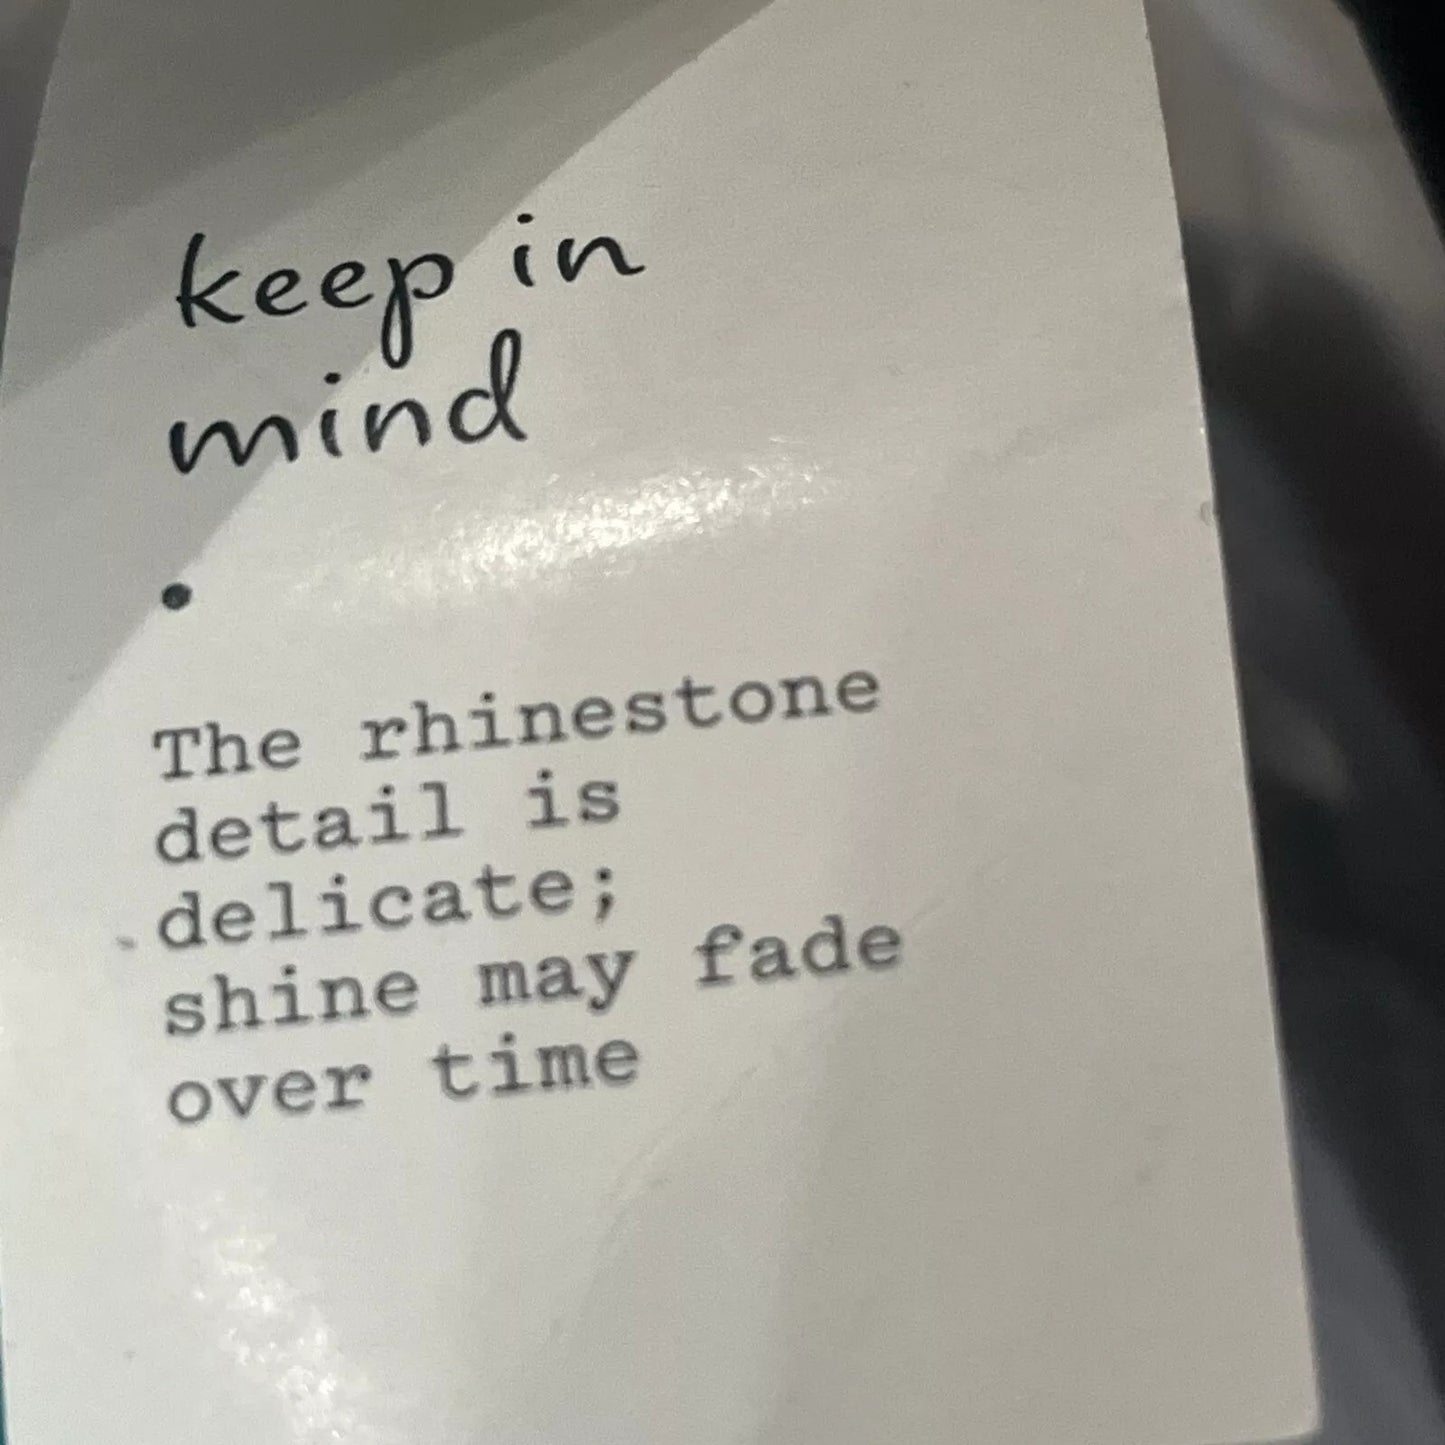 keep in
mind
•
The rhinestone
detail is
delicate;
shine may fade
over time